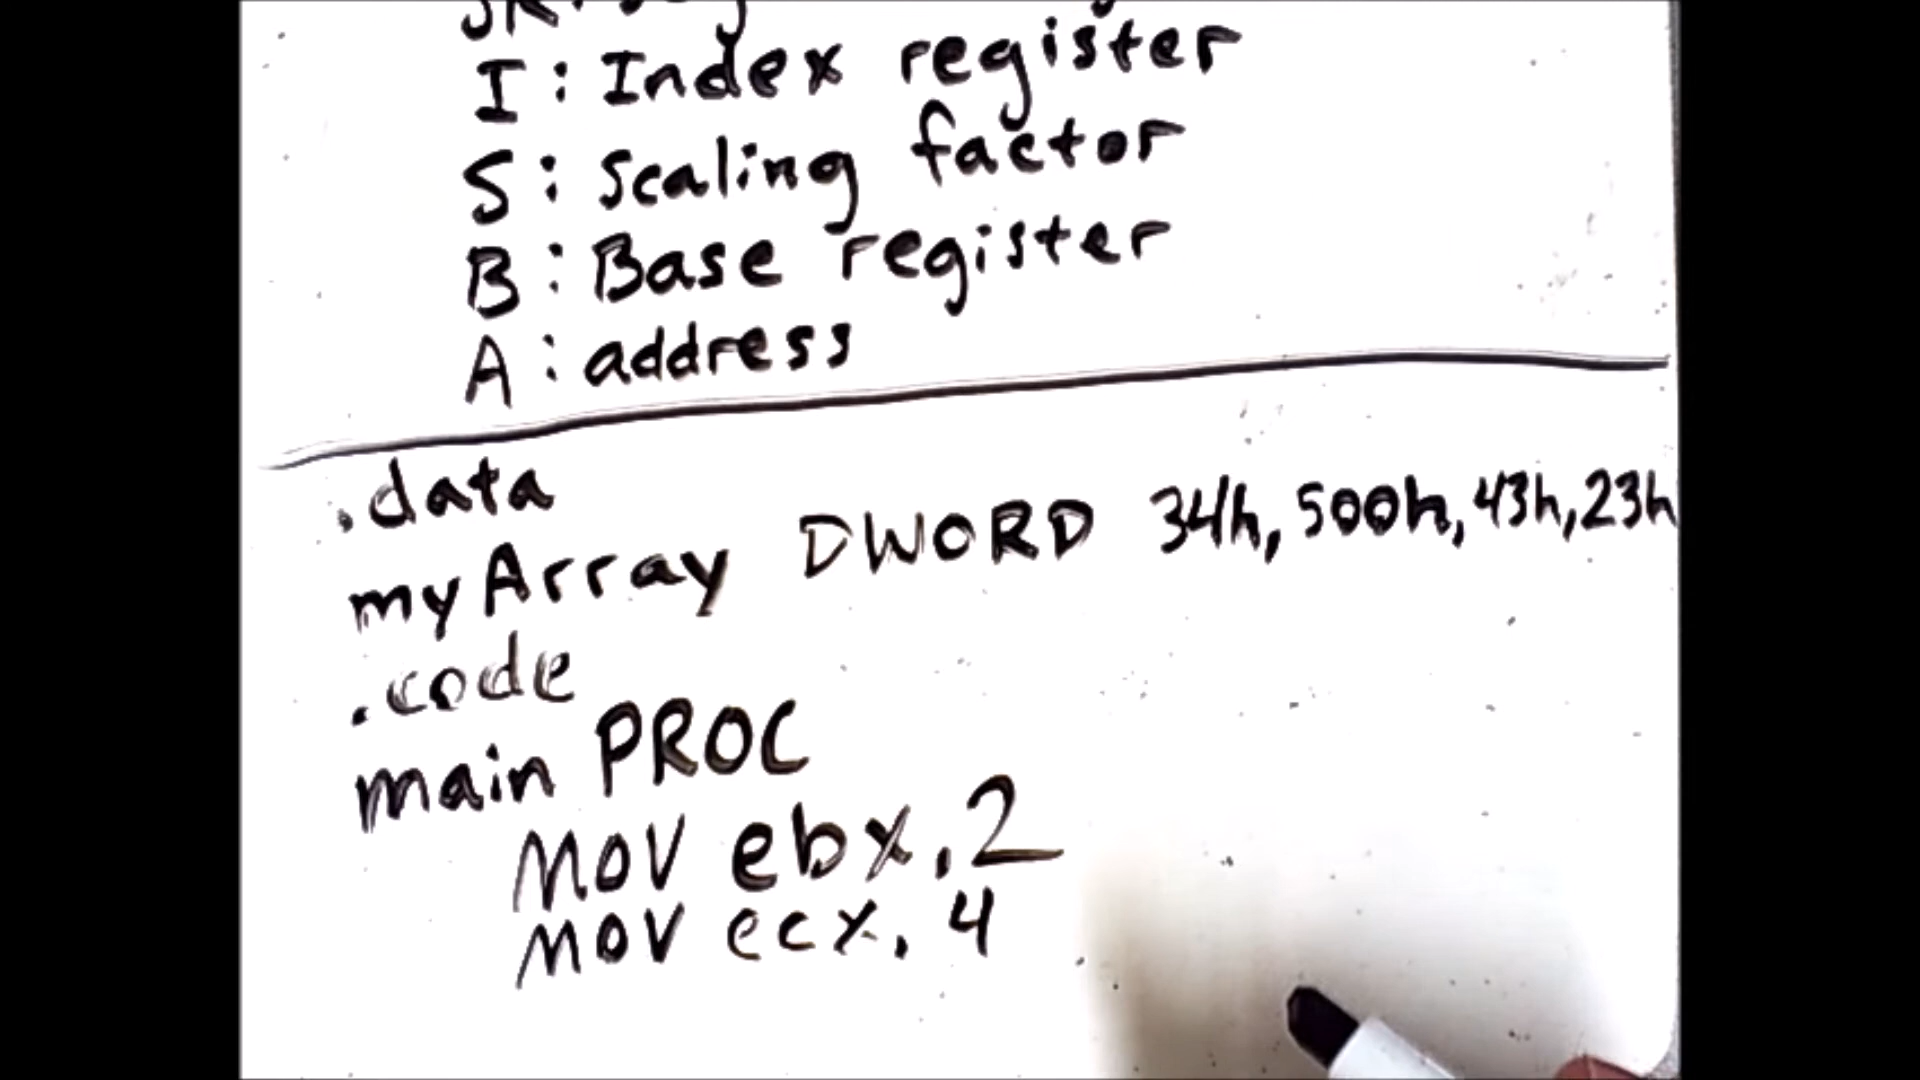 I : Index register
S : Scaling factor
B : Base register
A : address
.data
myArray DWORD 34h, 500h, 43h, 23h
.code
main PROC
MOV ebx, 2
MOV ecx, 4